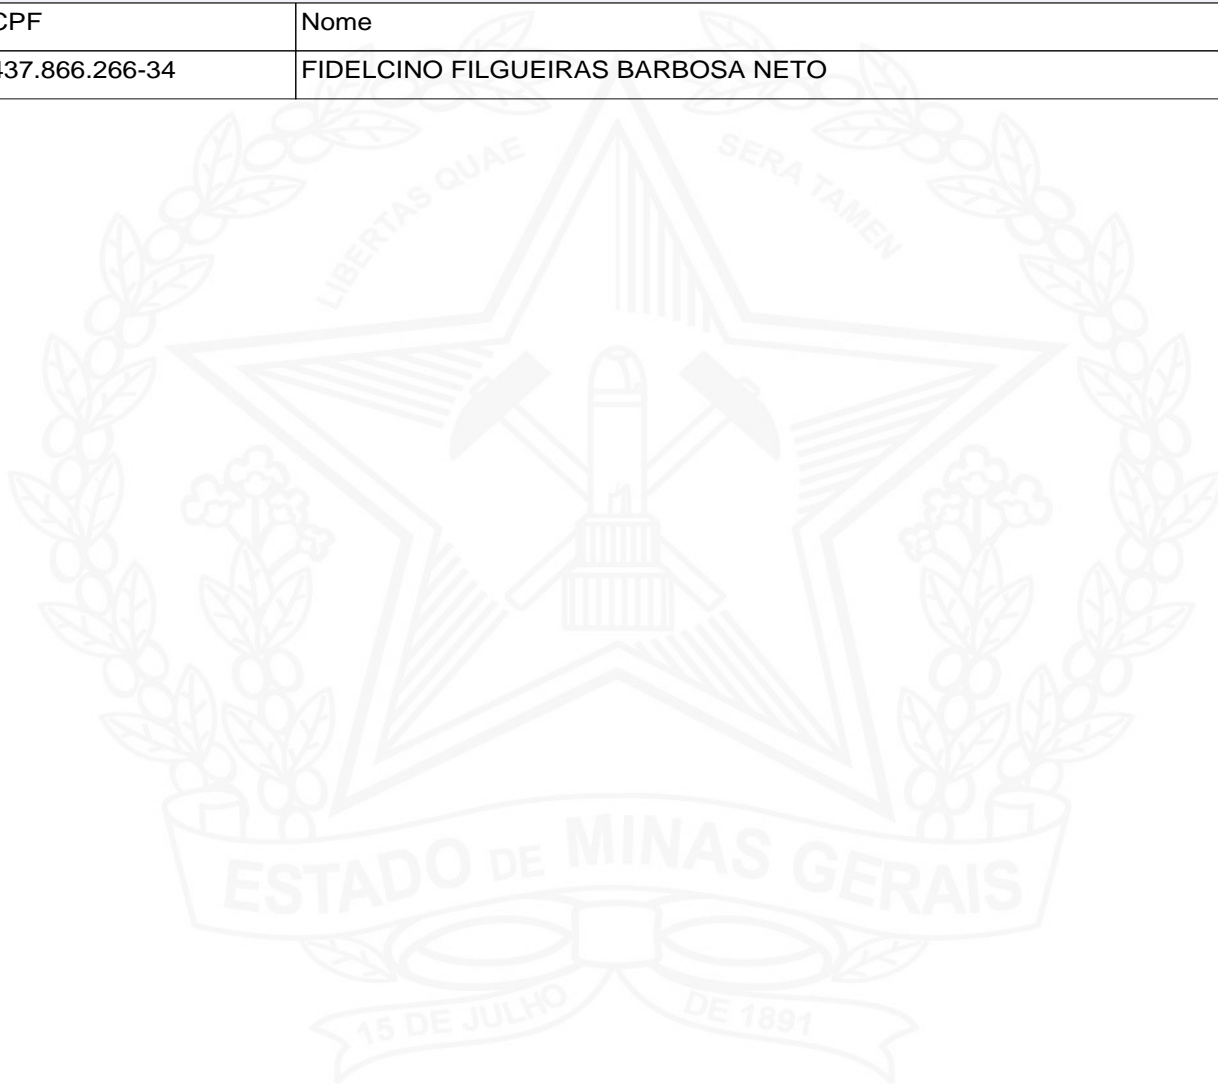 CPF Nome
437.866.266-34 FIDELCINO FILGUEIRAS BARBOSA NETO
LIBERTAS QUAE SERA TAMEN
ESTADO DE MINAS GERAIS
15 DE JULHO DE 1891